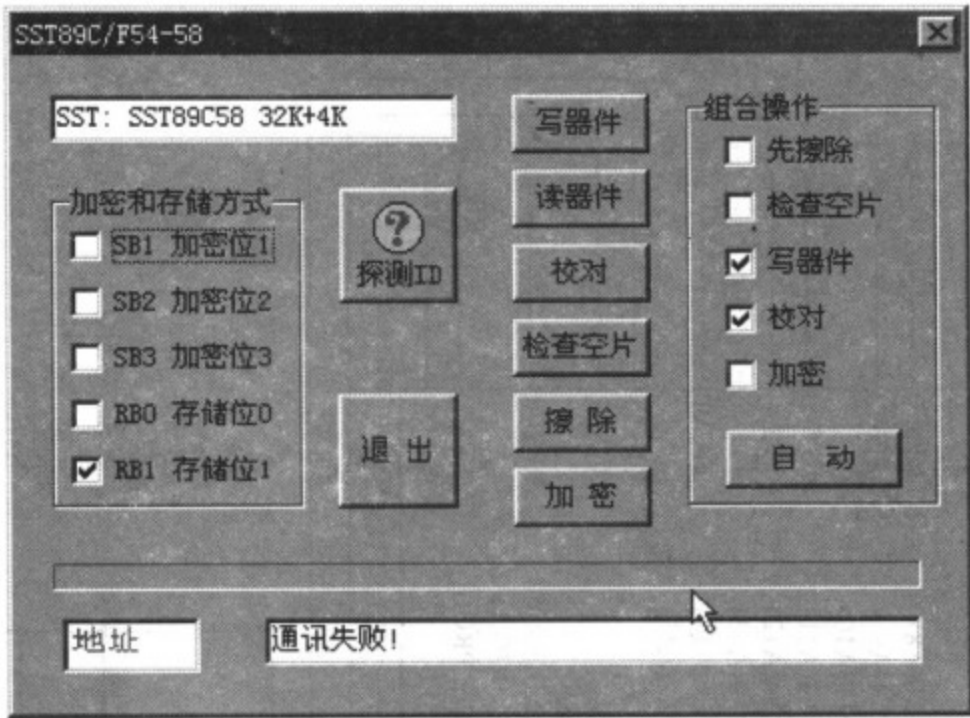 SST89C/F54-58
SST: SST89C58 32K+4K
加密和存储方式
SB1 加密位1
SB2 加密位2
SB3 加密位3
RB0 存储位0
RB1 存储位1
探测ID
退 出
写器件
读器件
校对
检查空片
擦 除
加 密
组合操作
先擦除
检查空片
写器件
校对
加密
自 动
地址
通讯失败!